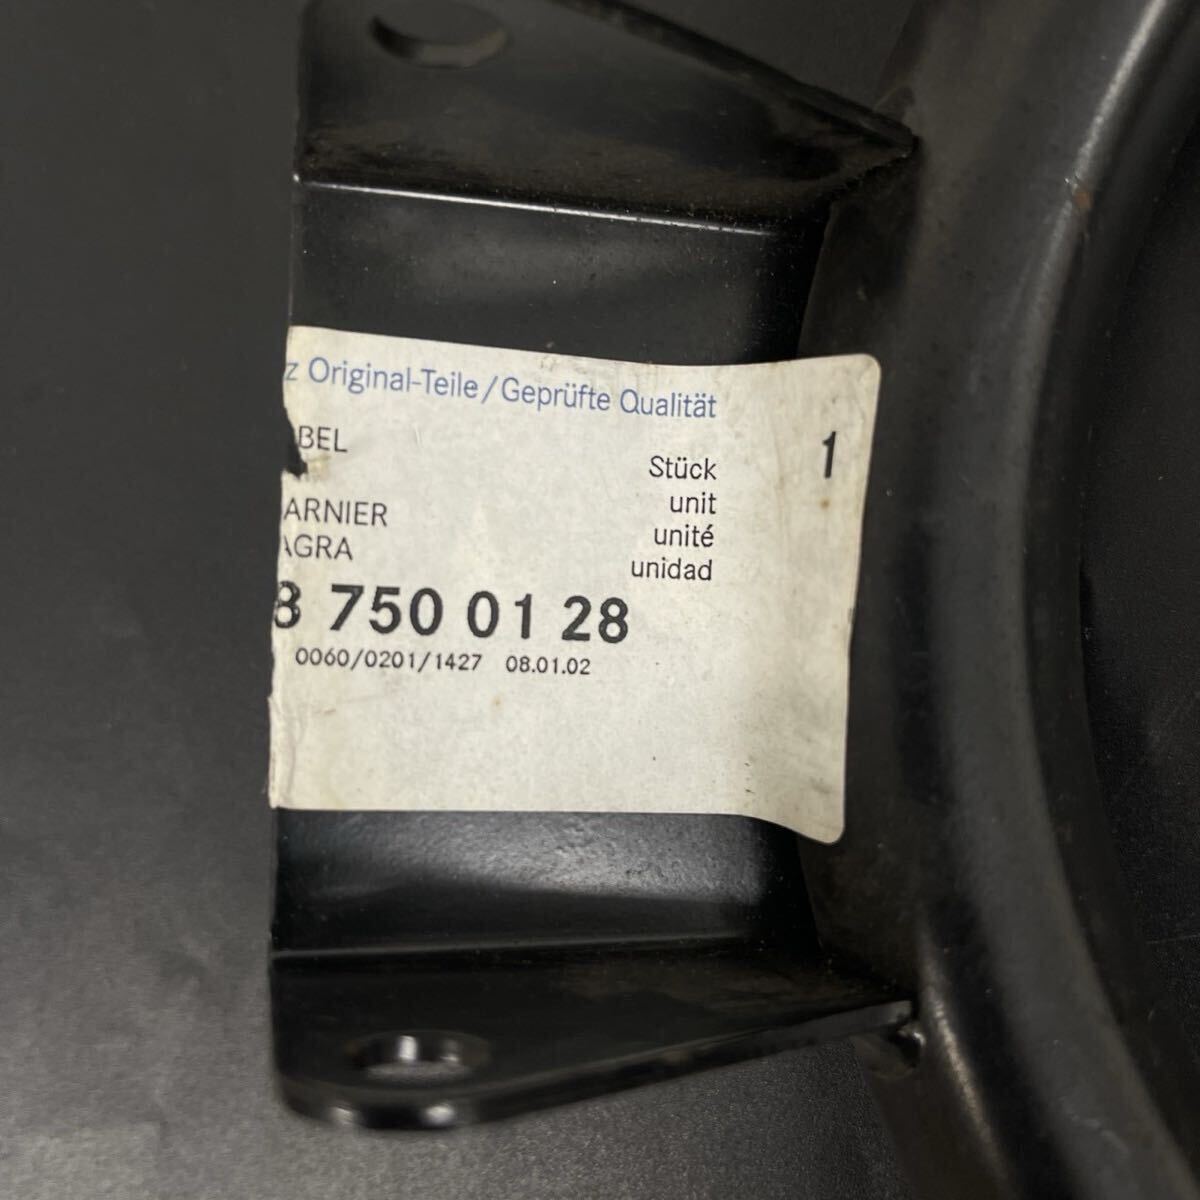 z Original-Teile/Geprüfte Qualität
BEL
1
Stück
unit
ARNIER
unité
AGRA
unidad
8 750 01 28
0060/0201/1427 08.01.02